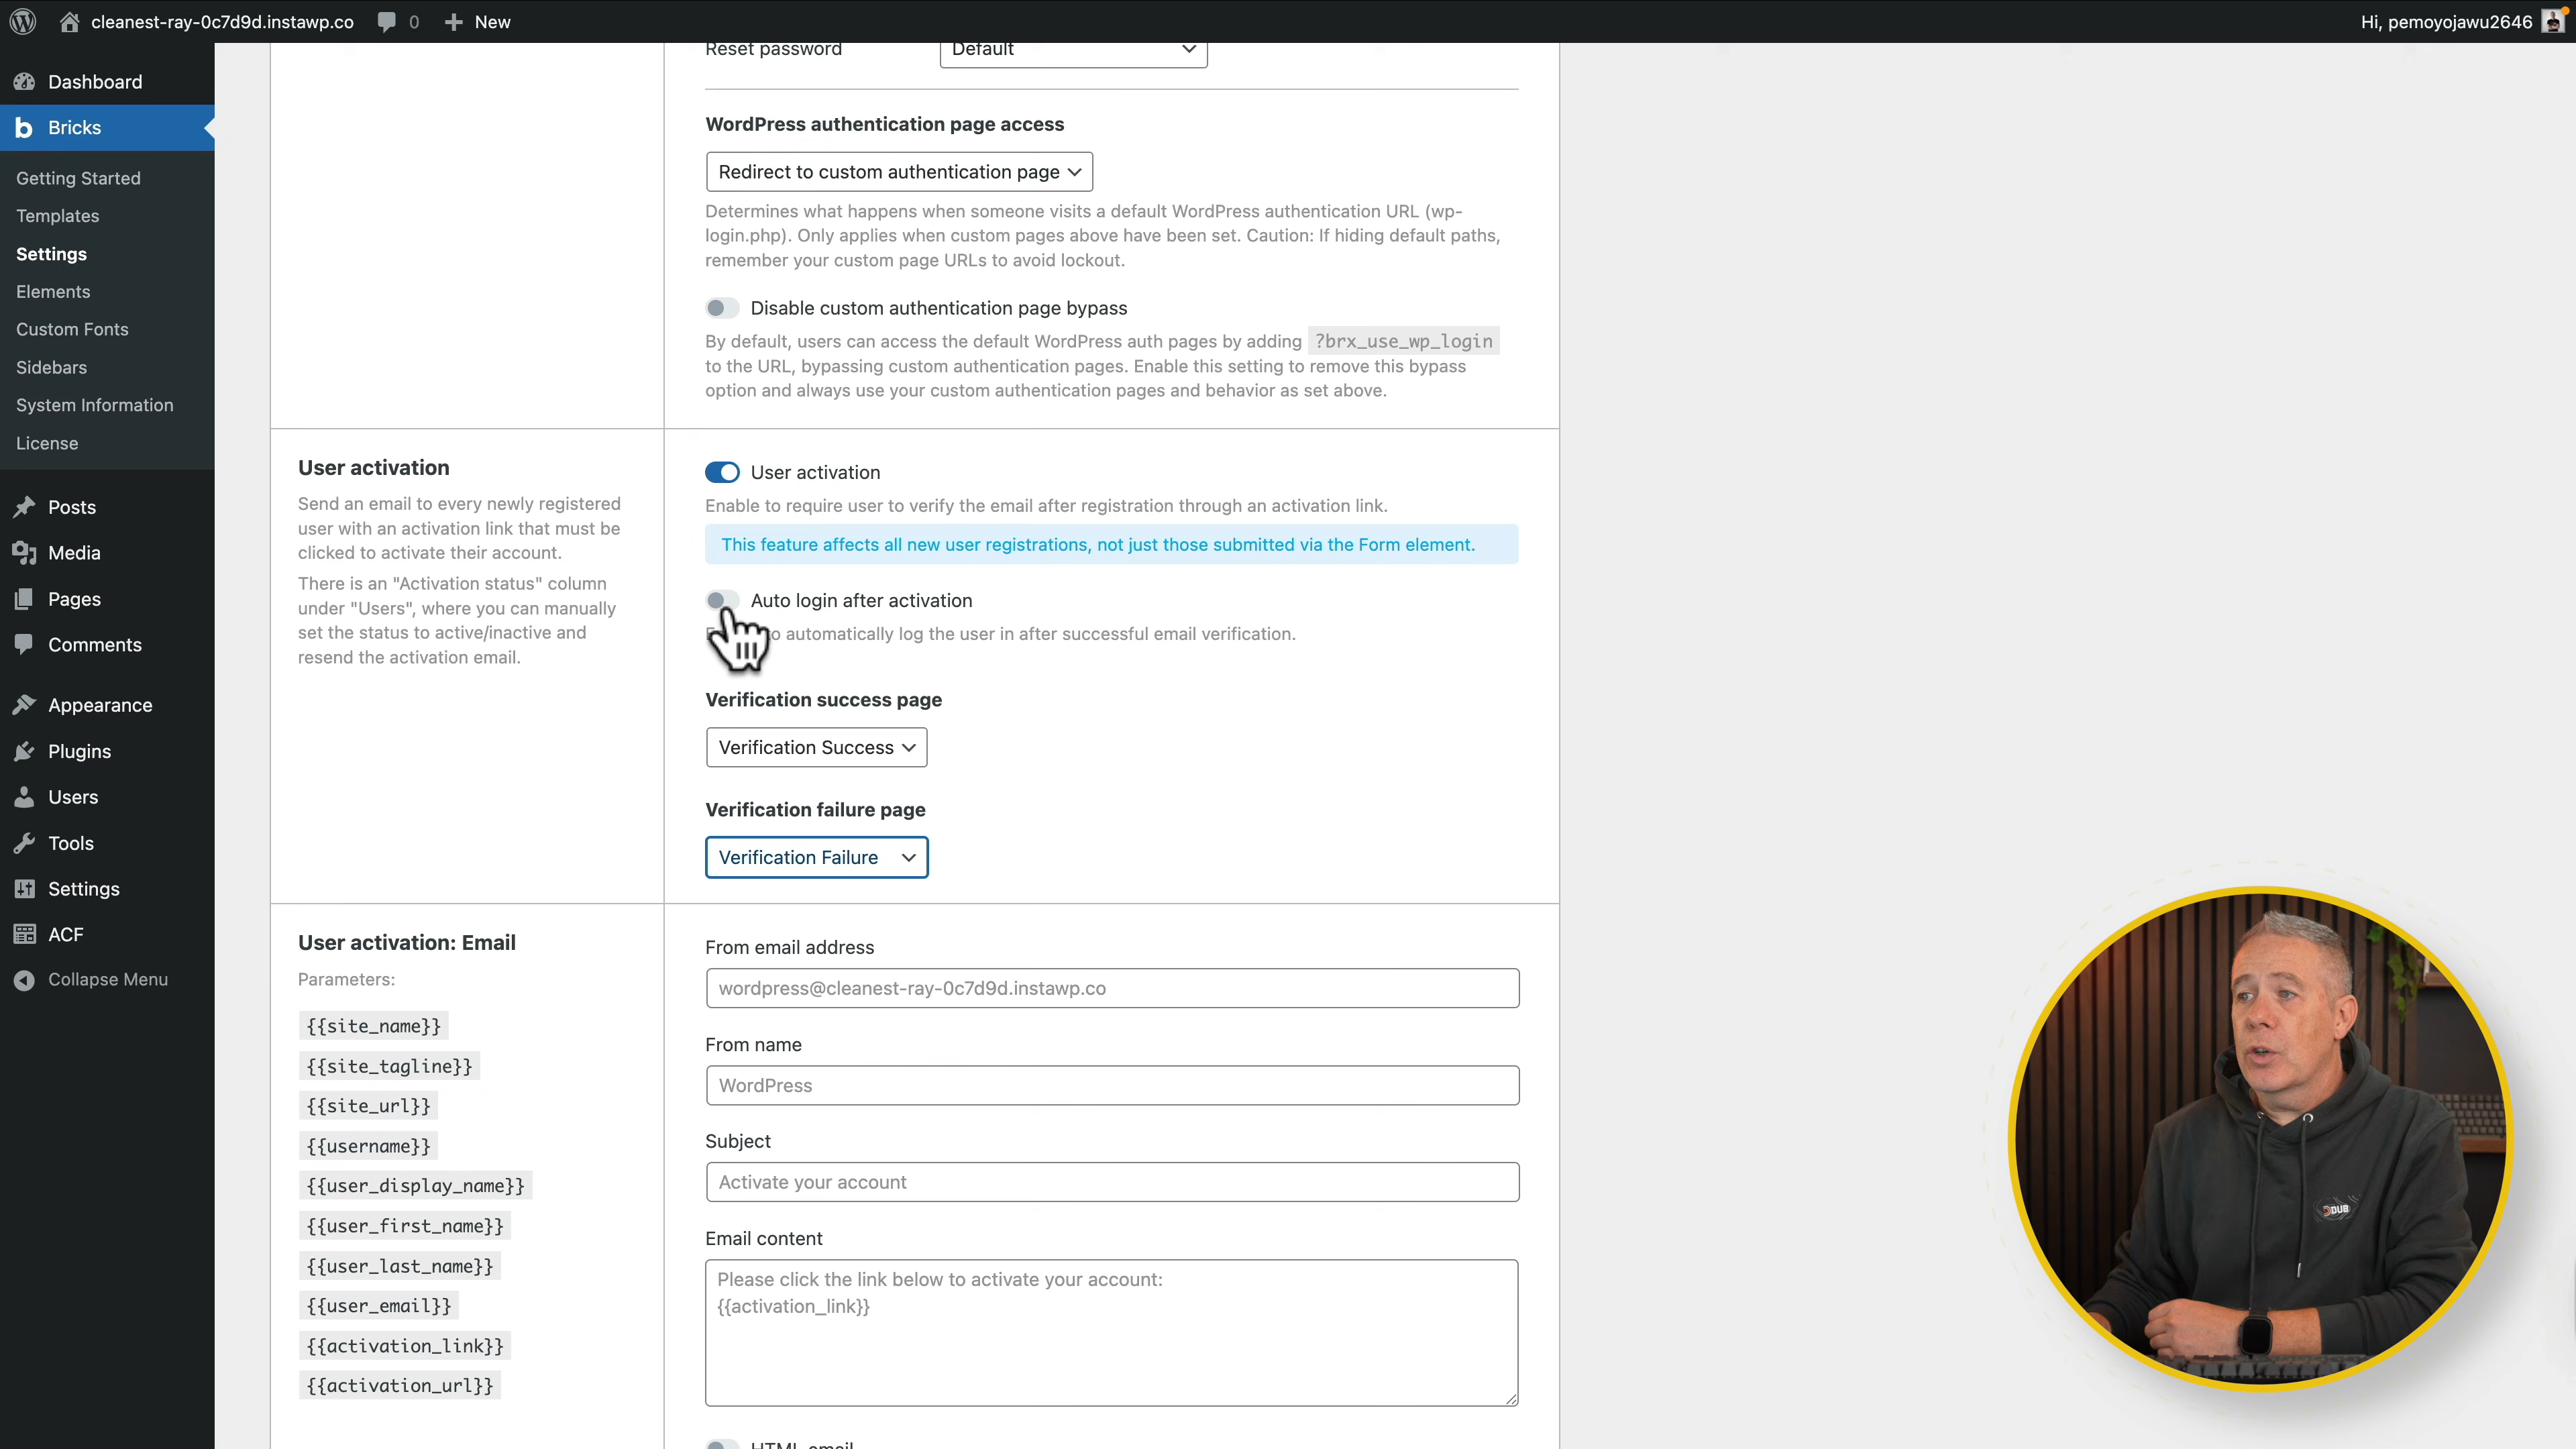 cleanest-ray-0c7d9d.instawp.co
0
New
Hi, pemoyojawu2646
Dashboard
Bricks
Getting Started
Templates
Settings
Elements
Custom Fonts
Sidebars
System Information
License
Posts
Media
Pages
Comments
Appearance
Plugins
Users
Tools
Settings
ACF
Collapse Menu
Reset password
Default
WordPress authentication page access
Redirect to custom authentication page
Determines what happens when someone visits a default WordPress authentication URL (wp-
login.php). Only applies when custom pages above have been set. Caution: If hiding default paths,
remember your custom page URLs to avoid lockout.
Disable custom authentication page bypass
By default, users can access the default WordPress auth pages by adding ?brx_use_wp_login
to the URL, bypassing custom authentication pages. Enable this setting to remove this bypass
option and always use your custom authentication pages and behavior as set above.
User activation
Send an email to every newly registered
user with an activation link that must be
clicked to activate their account.
There is an "Activation status" column
under "Users", where you can manually
set the status to active/inactive and
resend the activation email.
User activation
Enable to require user to verify the email after registration through an activation link.
This feature affects all new user registrations, not just those submitted via the Form element.
Auto login after activation
automatically log the user in after successful email verification.
Verification success page
Verification Success
Verification failure page
Verification Failure
User activation: Email
Parameters:
{{site_name}}
{{site_tagline}}
{{site_url}}
{{username}}
{{user_display_name}}
{{user_first_name}}
{{user_last_name}}
{{user_email}}
{{activation_link}}
{{activation_url}}
From email address
wordpress@cleanest-ray-0c7d9d.instawp.co
From name
WordPress
Subject
Activate your account
Email content
Please click the link below to activate your account:
{{activation_link}}
HTML email
DUB